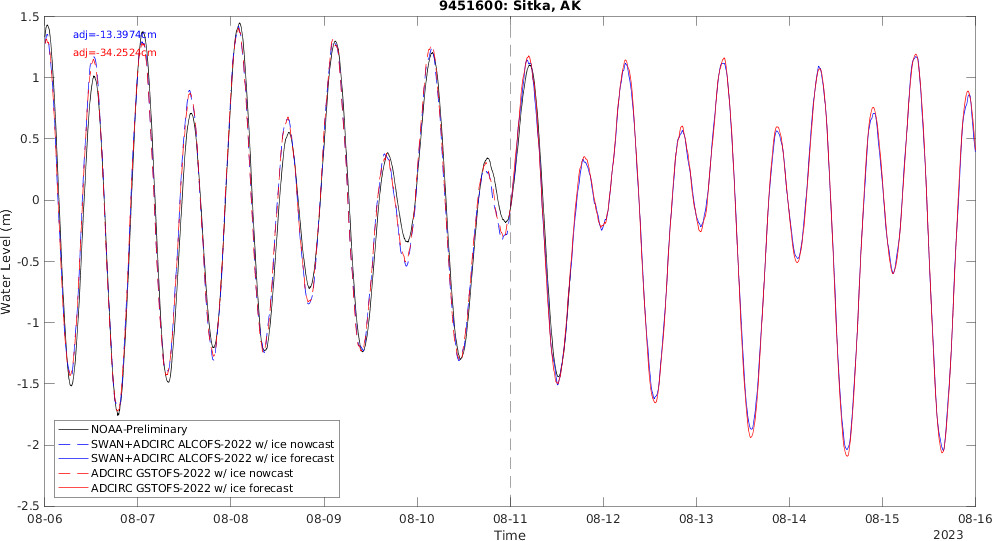 9451600: Sitka, AK
adj=-13.3974cm
adj=-34.2524cm
1.5
1
0.5
0
-0.5
-1
-1.5
-2
-2.5
Water Level (m)
NOAA-Preliminary
SWAN+ADCIRC ALCOFS-2022 w/ ice nowcast
SWAN+ADCIRC ALCOFS-2022 w/ ice forecast
ADCIRC GSTOFS-2022 w/ ice nowcast
ADCIRC GSTOFS-2022 w/ ice forecast
08-06 08-07 08-08 08-09 08-10 08-11 08-12 08-13 08-14 08-15 08-16
Time
2023